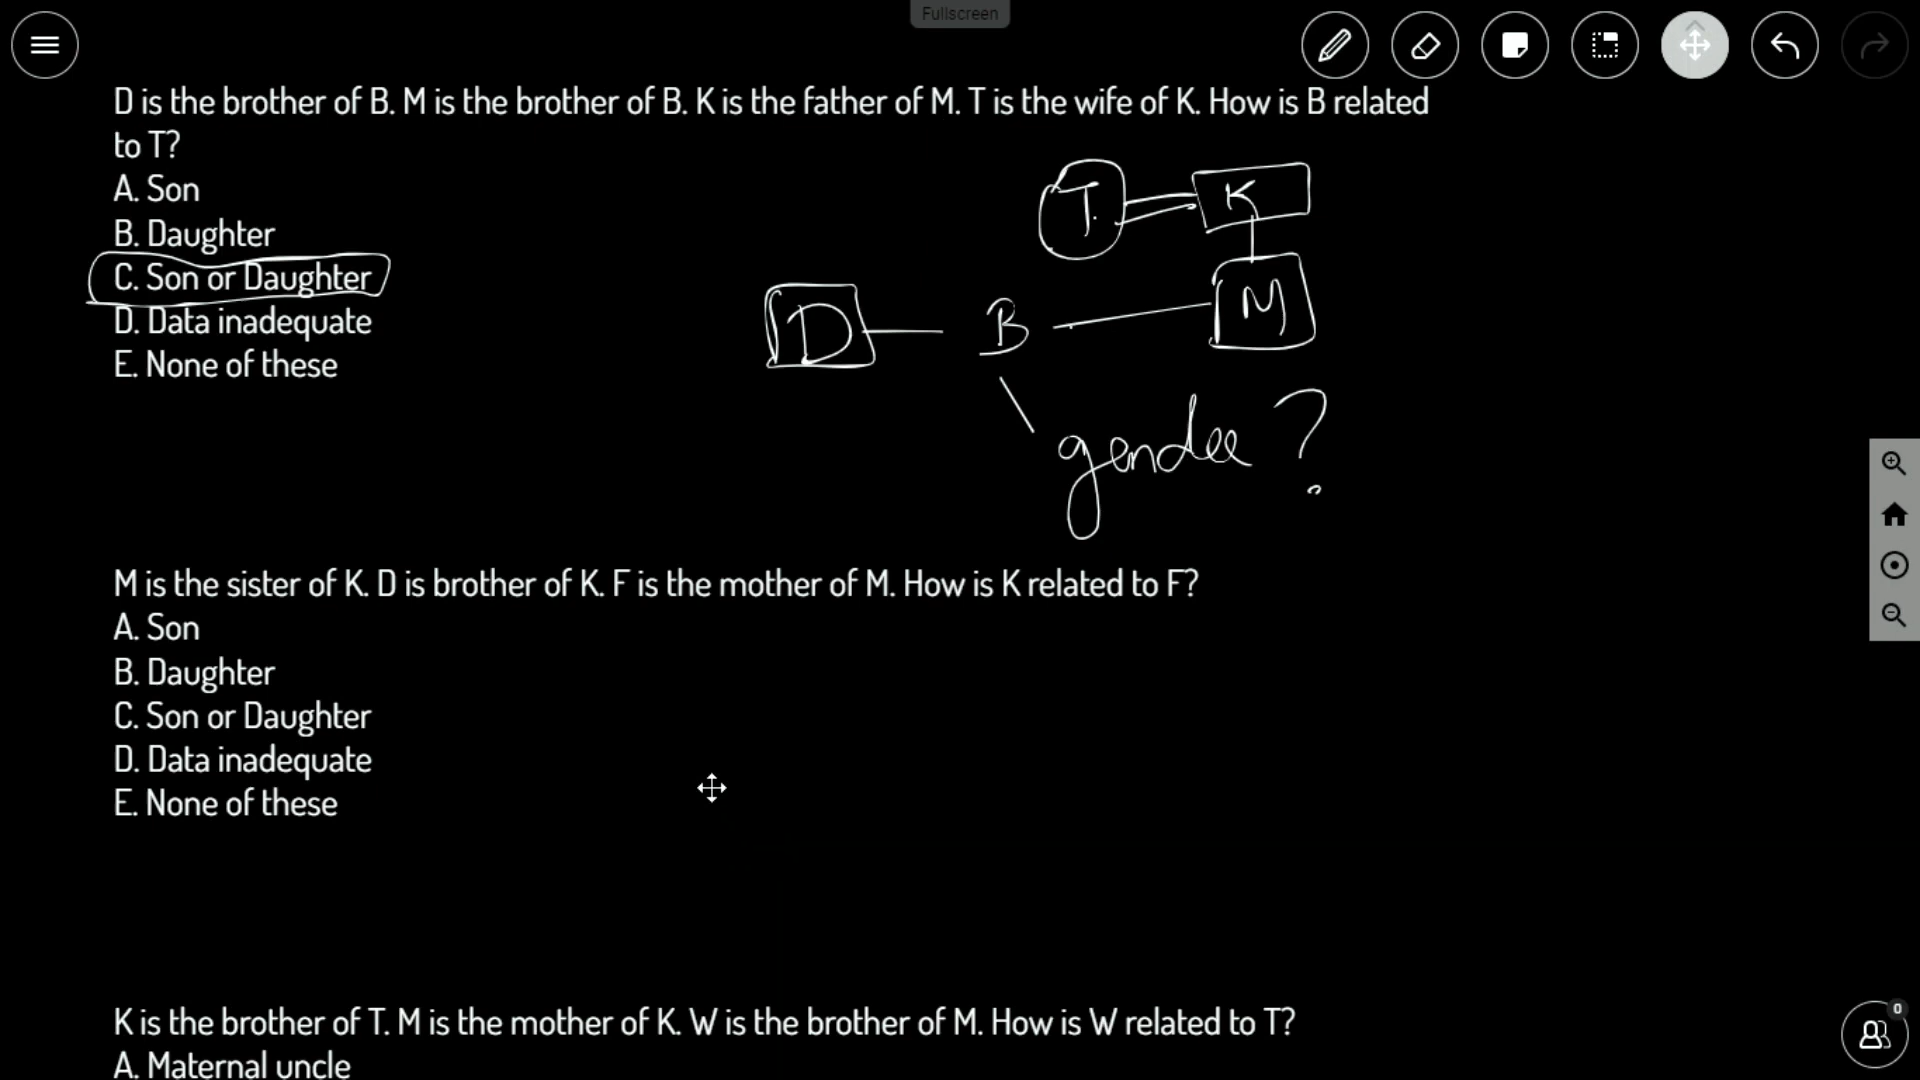 Fullscreen
D is the brother of B. M is the brother of B. K is the father of M. T is the wife of K. How is B related
to T?
A. Son
B. Daughter
C. Son or Daughter
D. Data inadequate
E. None of these
T K
D B M
gender ?
M is the sister of K. D is brother of K. F is the mother of M. How is K related to F?
A. Son
B. Daughter
C. Son or Daughter
D. Data inadequate
E. None of these
K is the brother of T. M is the mother of K. W is the brother of M. How is W related to T?
A. Maternal uncle
0